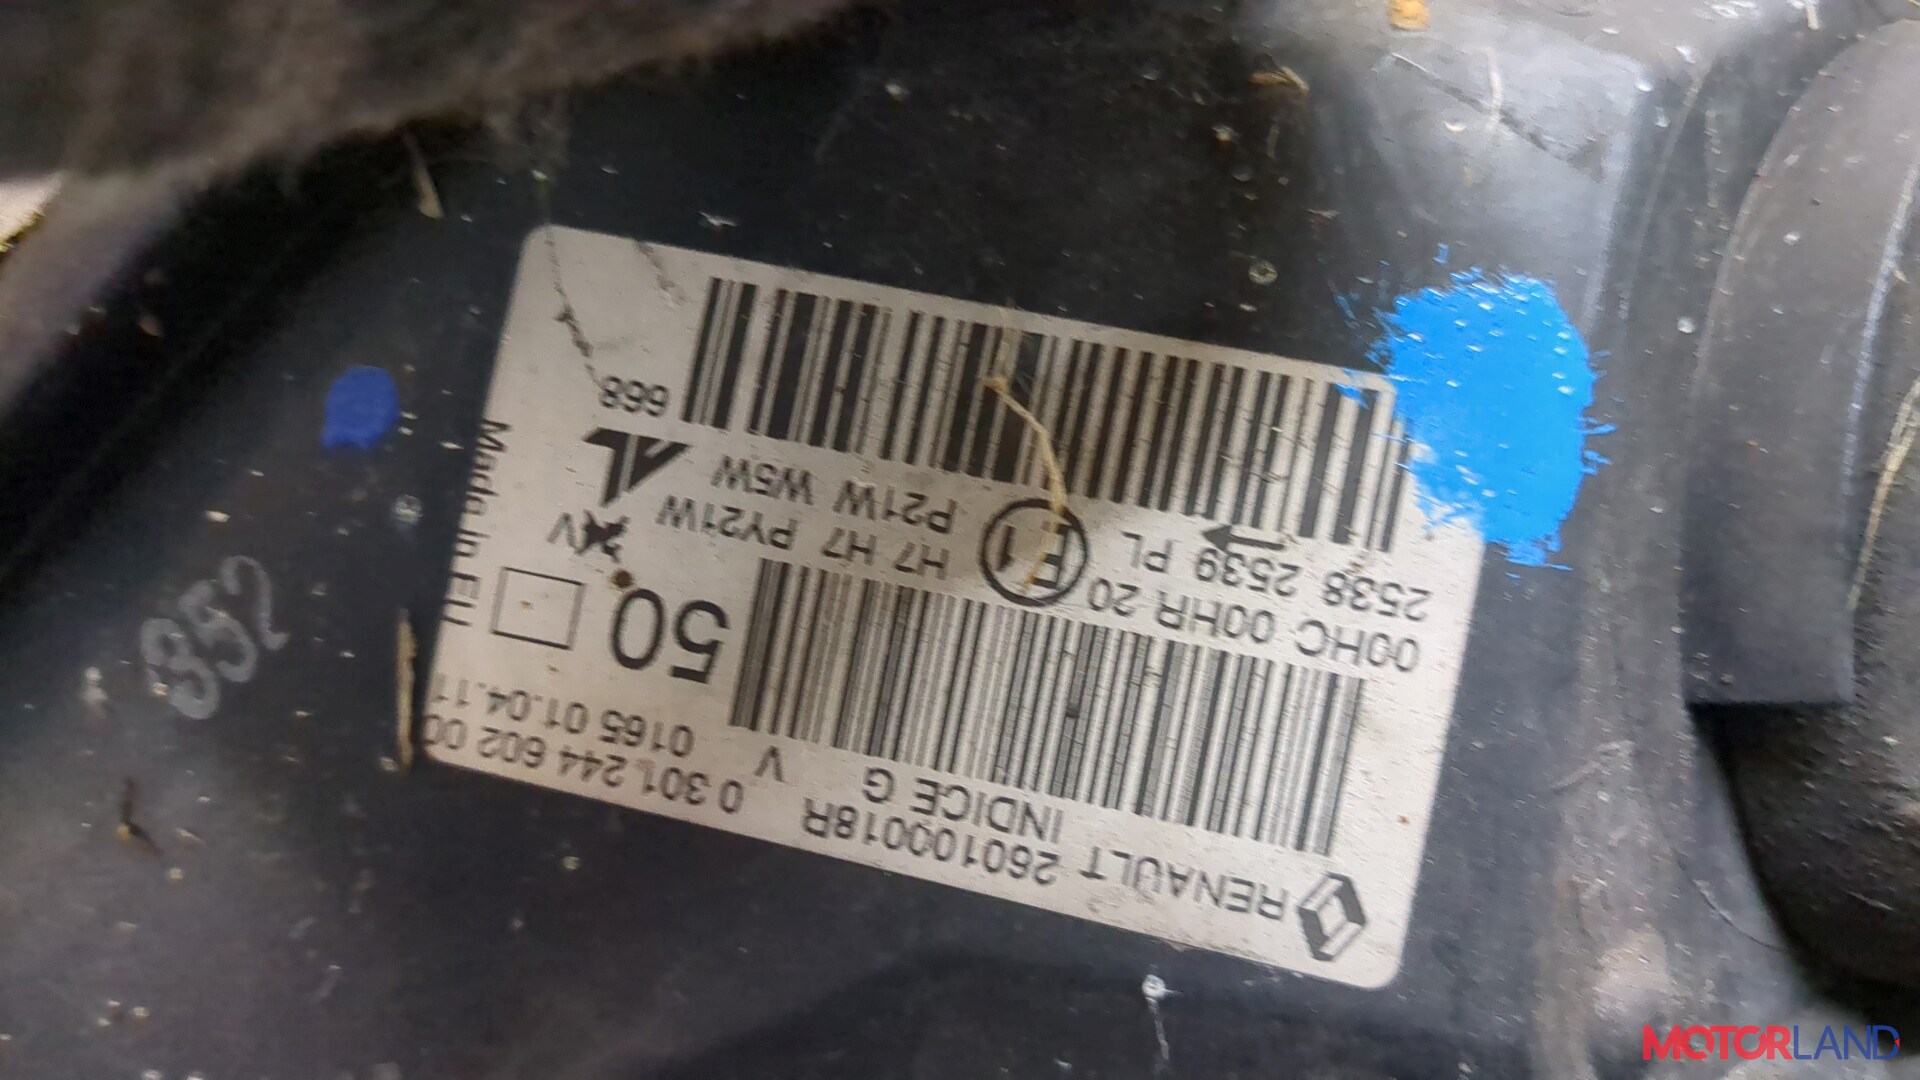 RENAULT 260100018R
INDICE G
V
0 301 244 602 00
0165 01.04.11
50
Made in EU
00HC 00HR 20
2538 2539 PL
E1
H7 H7 PY21W
P21W W5W
AL
668
352
MOTORLAND